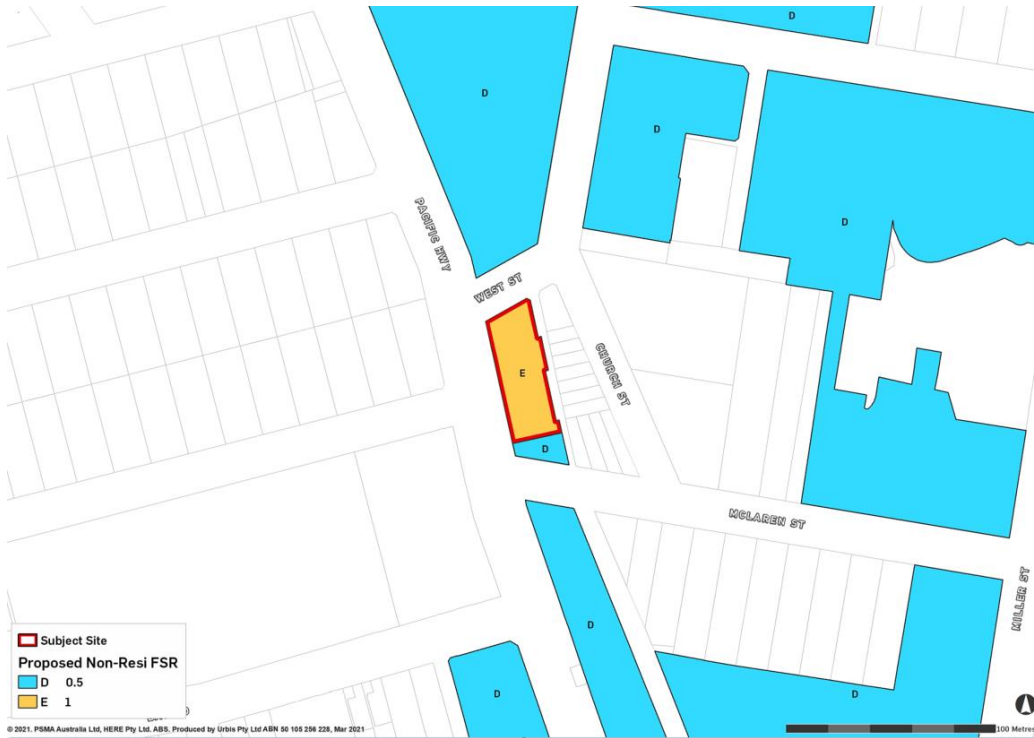 D
D
D
D
D
PACIFIC HWY
WEST ST
CHURCH ST
E
D
MCLAREN ST
MILLER ST
D
D
D
Subject Site
Proposed Non-Resi FSR
D 0.5
E 1
© 2021. PSMA Australia Ltd, HERE Pty Ltd. ABS. Produced by Urbis Pty Ltd ABN 50 105 256 228, Mar 2021
100 Metres